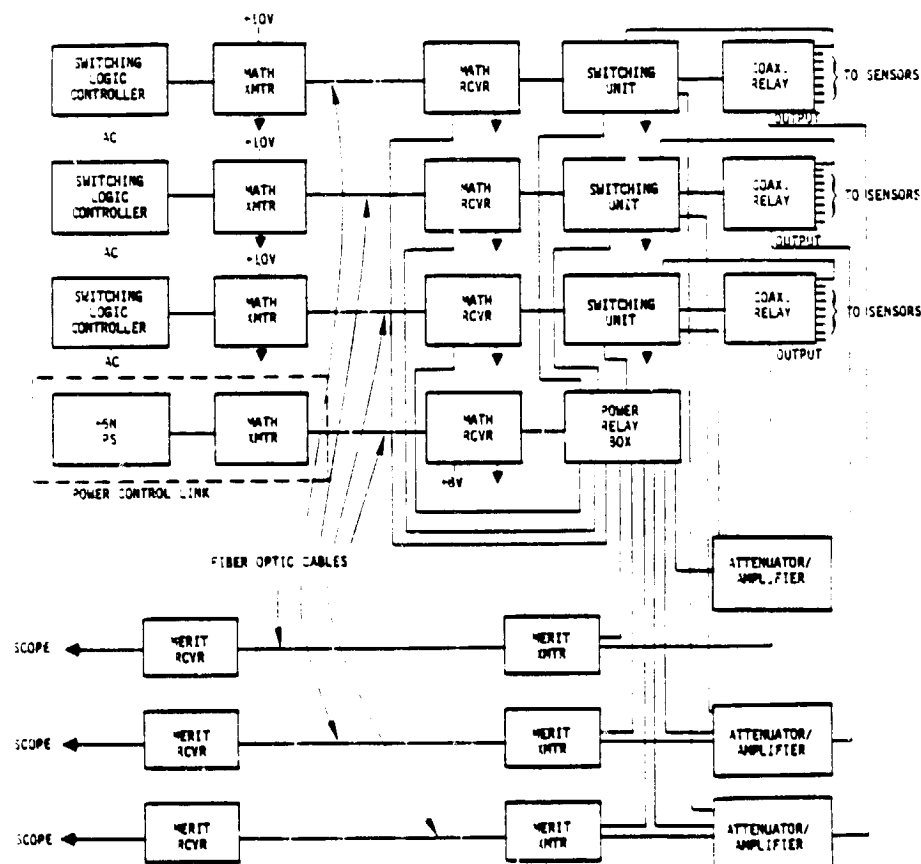 +10V
SWITCHING
LOGIC
CONTROLLER
MATH
XMTR
MATH
RCVR
SWITCHING
UNIT
COAX.
RELAY
TO SENSORS
OUTPUT
AC
+10V
SWITCHING
LOGIC
CONTROLLER
MATH
XMTR
MATH
RCVR
SWITCHING
UNIT
COAX.
RELAY
TO SENSORS
OUTPUT
AC
+10V
SWITCHING
LOGIC
CONTROLLER
MATH
XMTR
MATH
RCVR
SWITCHING
UNIT
COAX.
RELAY
TO SENSORS
OUTPUT
AC
PS
MATH
XMTR
MATH
RCVR
POWER
RELAY
BOX
POWER CONTROL LINK
FIBER OPTIC CABLES
ATTENUATOR/
AMPLIFIER
SCOPE
MERIT
RCVR
MERIT
XMTR
SCOPE
MERIT
RCVR
MERIT
XMTR
ATTENUATOR/
AMPLIFIER
SCOPE
MERIT
RCVR
MERIT
XMTR
ATTENUATOR/
AMPLIFIER